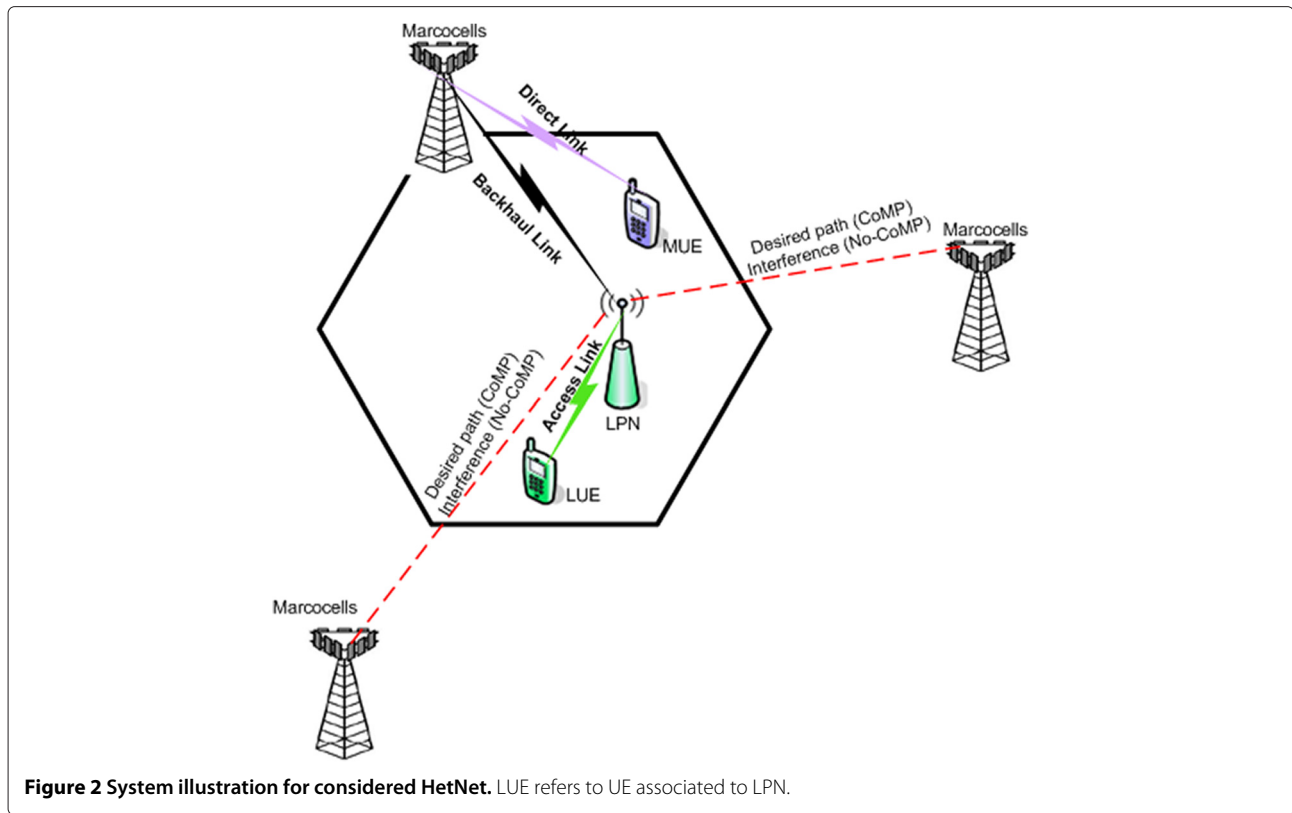 Marcocells
Direct Link
Backhaul Link
MUE
Desired path (CoMP)
Interference (No-CoMP)
Marcocells
Access Link
LPN
Desired path (CoMP)
Interference (No-CoMP)
LUE
Marcocells
Figure 2 System illustration for considered HetNet. LUE refers to UE associated to LPN.